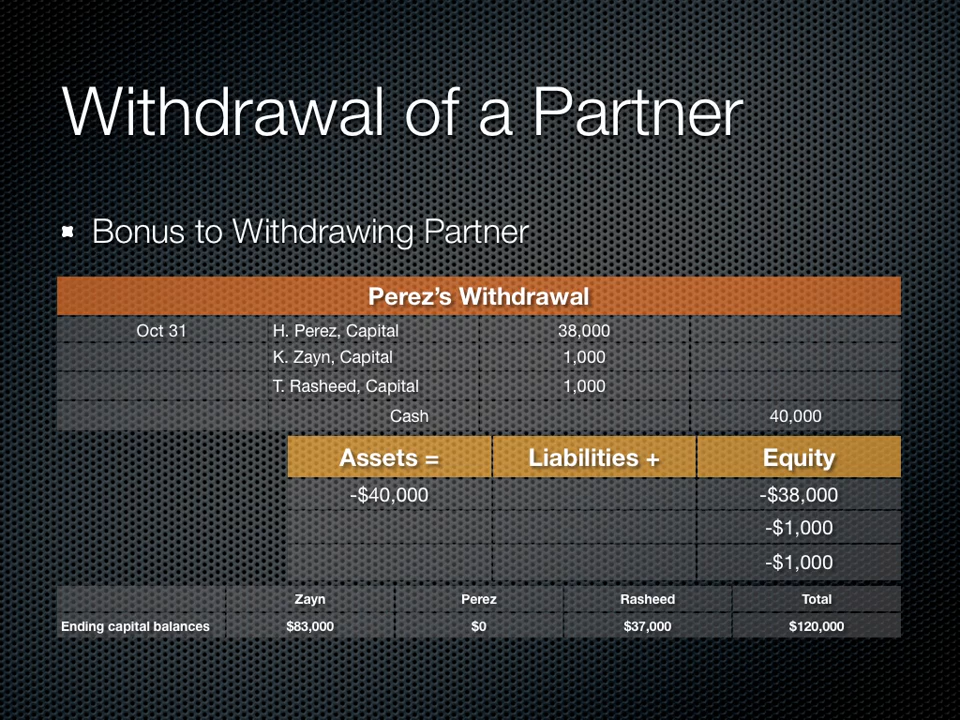 Withdrawal of a Partner
Bonus to Withdrawing Partner
Perez’s Withdrawal
Oct 31 H. Perez, Capital 38,000
K. Zayn, Capital 1,000
T. Rasheed, Capital 1,000
Cash 40,000
Assets = Liabilities + Equity
-$40,000 -$38,000
-$1,000
-$1,000
Zayn Perez Rasheed Total
Ending capital balances $83,000 $0 $37,000 $120,000